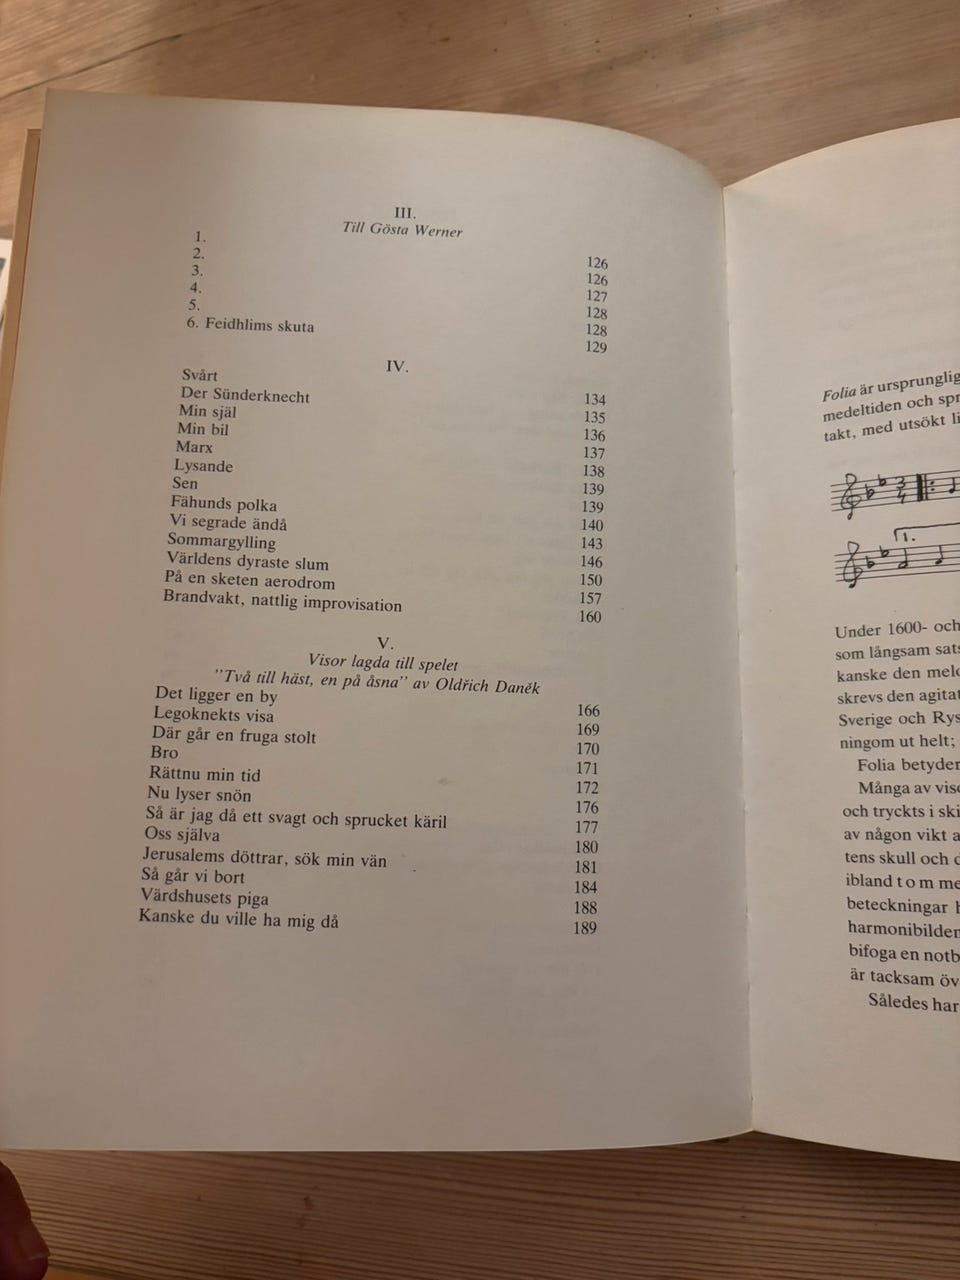 III.
Till Gösta Werner
1. 126
2. 126
3. 127
4. 128
5. 128
6. Feidhlims skuta 129
IV.
Svårt 134
Der Sünderknecht 135
Min själ 136
Min bil 137
Marx 138
Lysande 139
Sen 139
Fähunds polka 140
Vi segrade ändå 143
Sommargylling 146
Världens dyraste slum 150
På en sketen aerodrom 157
Brandvakt, nattlig improvisation 160
V.
Visor lagda till spelet
"Två till häst, en på åsna" av Oldřich Daněk
Det ligger en by 166
Legoknekts visa 169
Där går en fruga stolt 170
Bro 171
Rättnu min tid 172
Nu lyser snön 176
Så är jag då ett svagt och sprucket käril 177
Oss själva 180
Jerusalems döttrar, sök min vän 181
Så går vi bort 184
Värdshusets piga 188
Kanske du ville ha mig då 189
Folia är ursprunglig
medeltiden och spr
takt, med utsökt li
3
4
1.
Under 1600- och
som långsam sats
kanske den melo
skrevs den agitat
Sverige och Rys
ningom ut helt;
Folia betyder
Många av viso
och tryckts i ski
av någon vikt a
tens skull och d
ibland t o m me
beteckningar h
harmonibilden
bifoga en notb
är tacksam öv
Således har